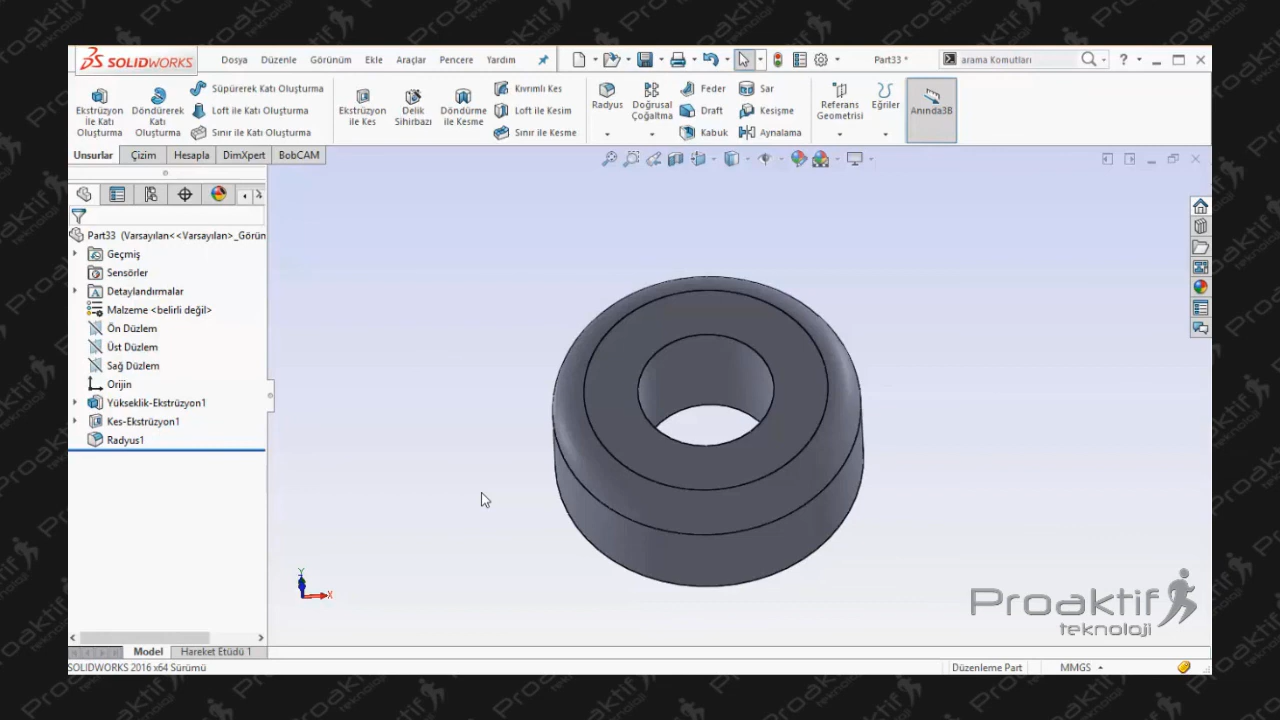 SOLIDWORKS
Dosya Düzenle Görünüm Ekle Araçlar Pencere Yardım
Part33 *
arama Komutları
Ekstrüzyon
ile Katı
Oluşturma
Döndürerek
Katı
Oluşturma
Süpürerek Katı Oluşturma
Loft ile Katı Oluşturma
Sınır ile Katı Oluşturma
Ekstrüzyon
ile Kes
Delik
Sihirbazı
Döndürme
ile Kesme
Kıvrımlı Kes
Loft ile Kesim
Sınır ile Kesme
Radyus
Doğrusal
Çoğaltma
Feder
Draft
Kabuk
Sar
Kesişme
Aynalama
Referans
Geometrisi
Eğriler
Anında3B
Unsurlar Çizim Hesapla DimXpert BobCAM
Part33 (Varsayılan<<Varsayılan>_Görün
Geçmiş
Sensörler
Detaylandırmalar
Malzeme <belirli değil>
Ön Düzlem
Üst Düzlem
Sağ Düzlem
Orijin
Yükseklik-Ekstrüzyon1
Kes-Ekstrüzyon1
Radyus1
Y
X
Proaktif
teknoloji
Model Hareket Etüdü 1
SOLIDWORKS 2016 x64 Sürümü
Düzenleme Part
MMGS